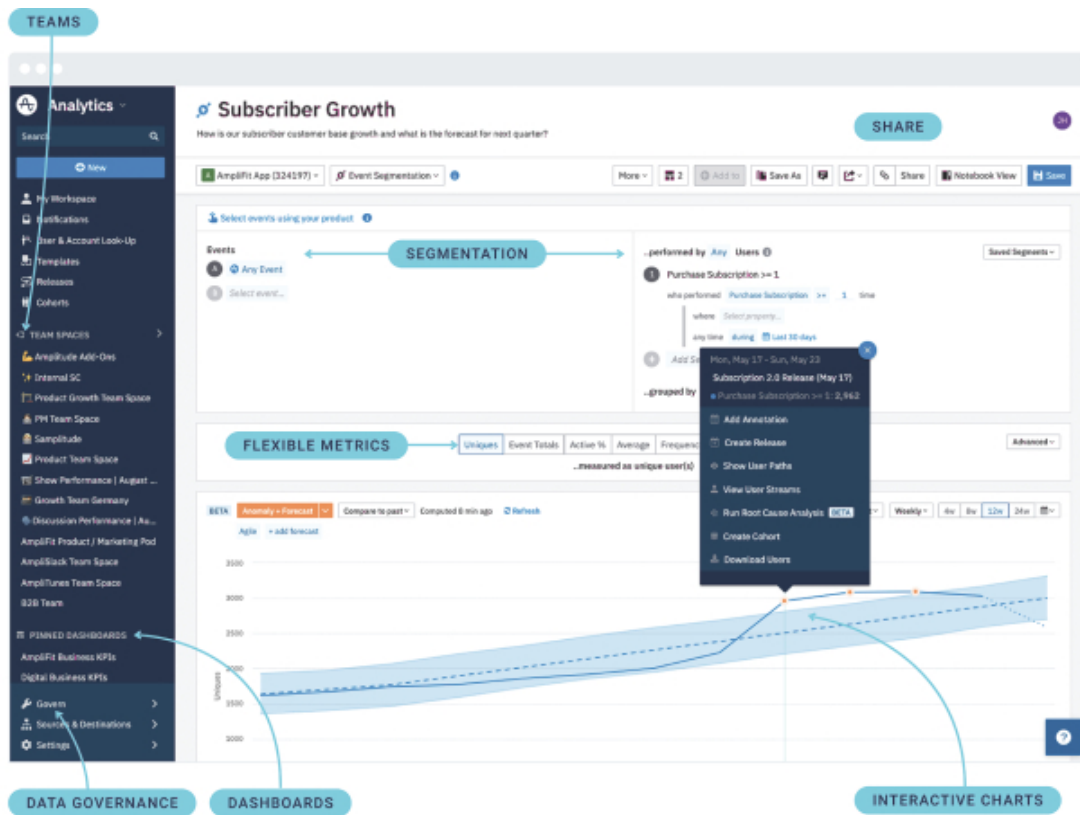 TEAMS
Analytics
Search
New
My Workspace
Notifications
User & Account Look-Up
Templates
Releases
Cohorts
TEAM SPACES
Amplitude Add-Ons
Internal SC
Product Growth Team Space
PM Team Space
Samplitude
Product Team Space
Show Performance | August ...
Growth Team Germany
Discussion Performance | Au...
AmpliFit Product / Marketing Pod
AmpliSlack Team Space
AmpliTunes Team Space
B2B Team
PINNED DASHBOARDS
AmpliFit Business KPIs
Digital Business KPIs
Govern
Sources & Destinations
Settings
Subscriber Growth
How is our subscriber customer base growth and what is the forecast for next quarter?
SHARE
JH
AmpliFit App (324197)
Event Segmentation
More
2
Add to
Save As
Share
Notebook View
Save
Select events using your product
Events
A Any Event
Select event...
SEGMENTATION
...performed by Any Users
Saved Segments
1 Purchase Subscription >= 1
who performed Purchase Subscription >= 1 time
where Select property...
any time during Last 30 days
...grouped by
Mon, May 17 - Sun, May 23
Subscription 2.0 Release (May 17)
Purchase Subscription >= 1: 2,962
Add Annotation
Create Release
Show User Paths
View User Streams
Run Root Cause Analysis BETA
Create Cohort
Download Users
FLEXIBLE METRICS
Uniques
Event Totals
Active %
Average
Frequenc
Advanced
...measured as unique user(s)
BETA
Anomaly + Forecast
Compare to past
Computed 8 min ago
Refresh
Weekly
4w
8w
12w
24w
Agile
+ add forecast
3500
3000
2500
2000
1500
1000
Uniques
?
DATA GOVERNANCE
DASHBOARDS
INTERACTIVE CHARTS